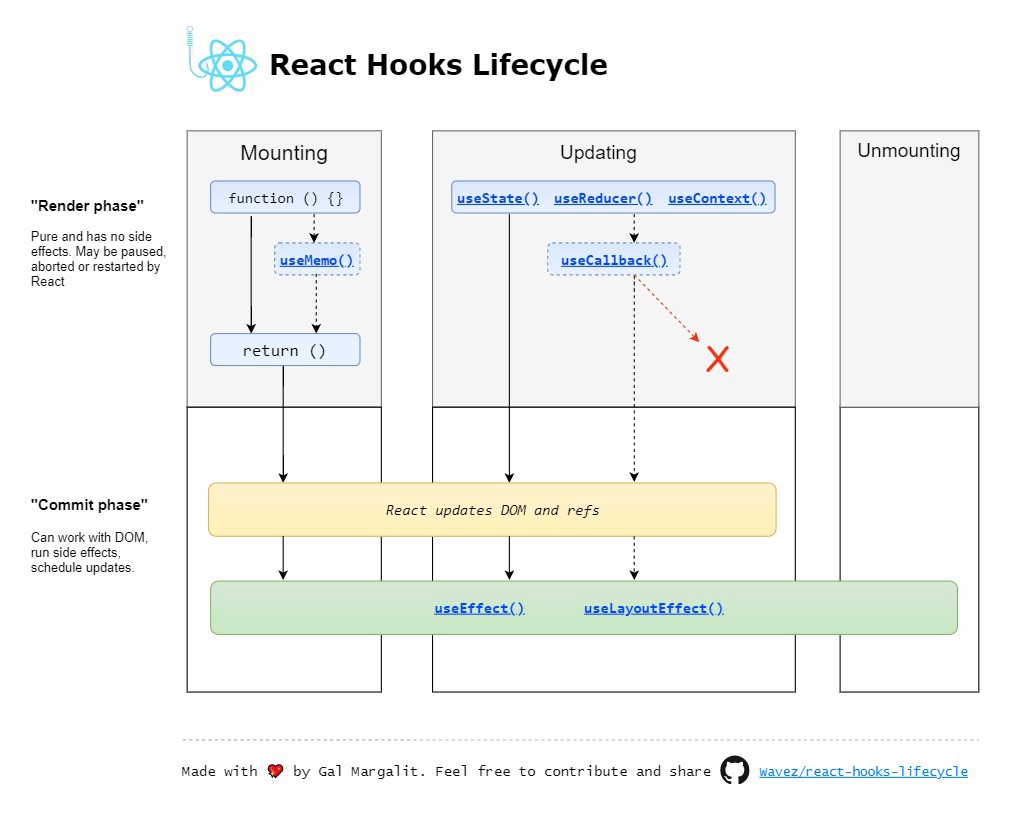 React Hooks Lifecycle
Mounting
Updating
Unmounting
"Render phase"
Pure and has no side
effects. May be paused,
aborted or restarted by
React
function () {}
useMemo()
return ()
useState() useReducer() useContext()
useCallback()
"Commit phase"
Can work with DOM,
run side effects,
schedule updates.
React updates DOM and refs
useEffect() useLayoutEffect()
Made with 💘 by Gal Margalit. Feel free to contribute and share wavez/react-hooks-lifecycle